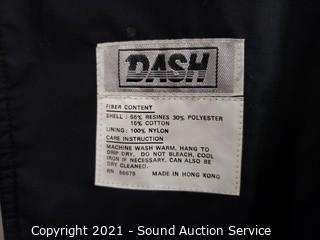 DASH
FIBER CONTENT
SHELL : 55% RESINES 30% POLYESTER
15% COTTON
LINING : 100% NYLON
CARE INSTRUCTION
MACHINE WASH WARM, HANG TO
DRIP DRY. DO NOT BLEACH. COOL
IRON IF NECESSARY. CAN ALSO BE
DRY CLEANED.
RN 66678 MADE IN HONG KONG
Copyright 2021 - Sound Auction Service